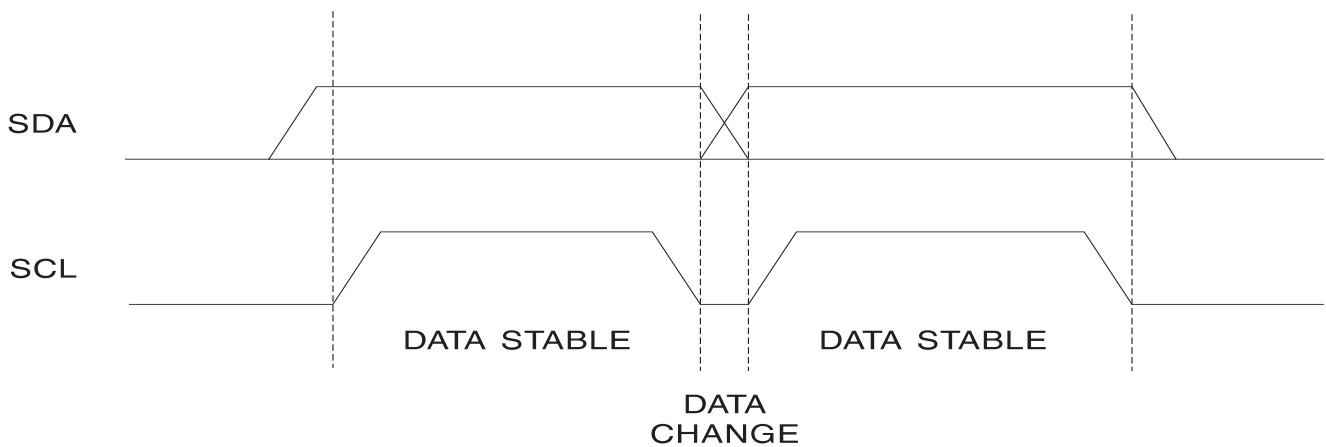 SDA
SCL
DATA STABLE
DATA STABLE
DATA
CHANGE